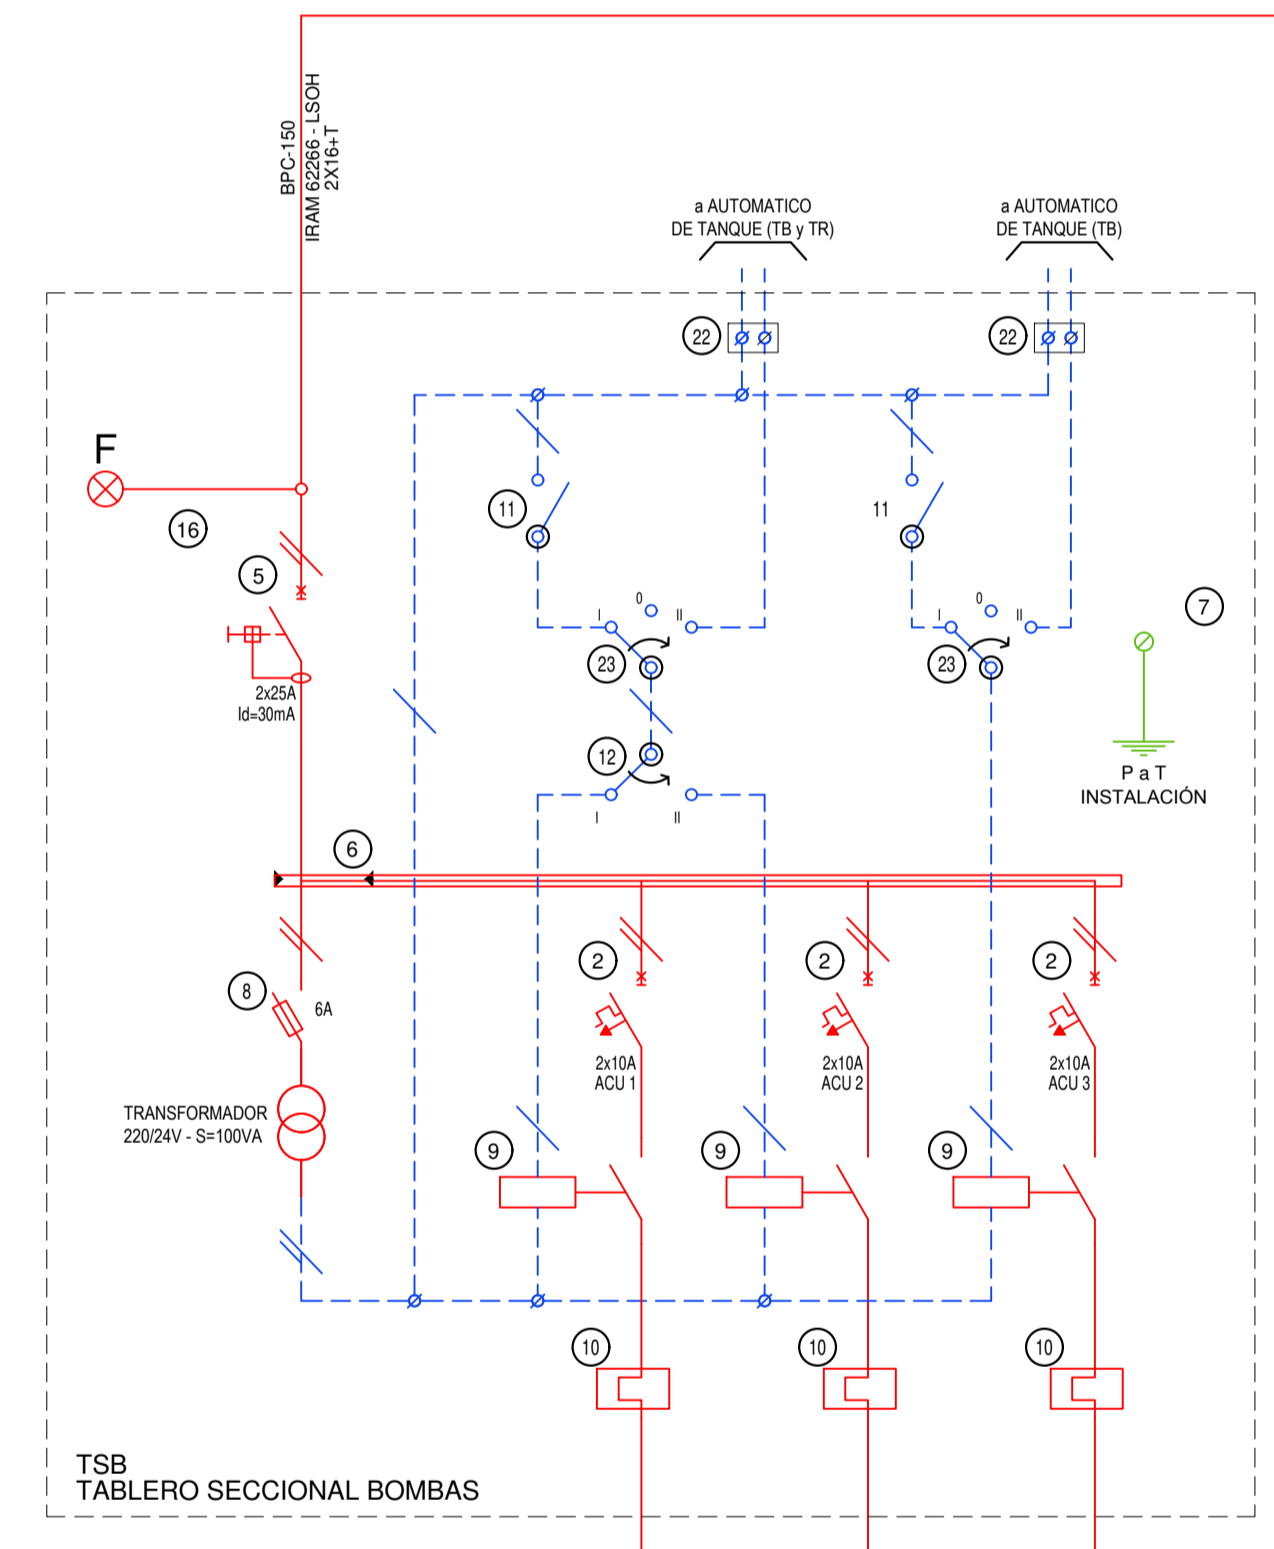 BPC-150
IRAM 62266 - LSOH
2X16+T
a AUTOMATICO
DE TANQUE (TB y TR)
a AUTOMATICO
DE TANQUE (TB)
22
22
F
16
11
11
5
7
0
I
II
0
I
II
23
23
2x25A
Id=30mA
12
P a T
INSTALACIÓN
I
II
6
2
2
2
8
6A
2x10A
ACU 1
2x10A
ACU 2
2x10A
ACU 3
TRANSFORMADOR
220/24V - S=100VA
9
9
9
10
10
10
TSB
TABLERO SECCIONAL BOMBAS